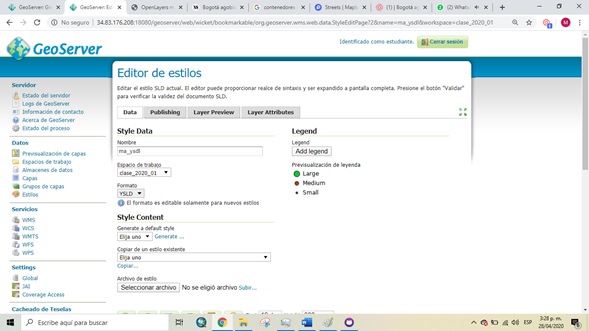 GeoServer: Gr
GeoServer: Ed
OpenLayers m
Bogotá agosto
contenedores
Streets | Mapb
(1) Bogotá a
(2) WhatsA
No seguro
34.83.176.208:18080/geoserver/web/wicket/bookmarkable/org.geoserver.wms.web.data.StyleEditPage?2&name=ma_ysdl&workspace=clase_2020_01
M
GeoServer
Identificado como estudiante.
Cerrar sesión
Servidor
Estado del servidor
Logs de GeoServer
Información de contacto
Acerca de GeoServer
Estado del proceso
Datos
Previsualización de capas
Espacios de trabajo
Almacenes de datos
Capas
Grupos de capas
Estilos
Servicios
WMS
WCS
WMTS
WFS
WPS
Settings
Global
JAI
Coverage Access
Cacheado de Teselas
Editor de estilos
Editar el estilo SLD actual. El editor puede proporcionar realce de sintaxis y ser expandido a pantalla completa. Presione el botón "Validar"
para verificar la validez del documento SLD.
Data
Publishing
Layer Preview
Layer Attributes
Style Data
Nombre
ma_ysdl
Espacio de trabajo
clase_2020_01
Formato
YSLD
El formato es editable solamente para nuevos estilos
Style Content
Generate a default style
Elija uno
Generate ...
Copiar de un estilo existente
Elija uno
Copiar...
Archivo de estilo
Seleccionar archivo
No se eligió archivo
Subir...
Legend
Legend
Add legend
Previsualización de leyenda
Large
Medium
Small
Escribe aquí para buscar
ESP
3:28 p. m.
28/04/2020